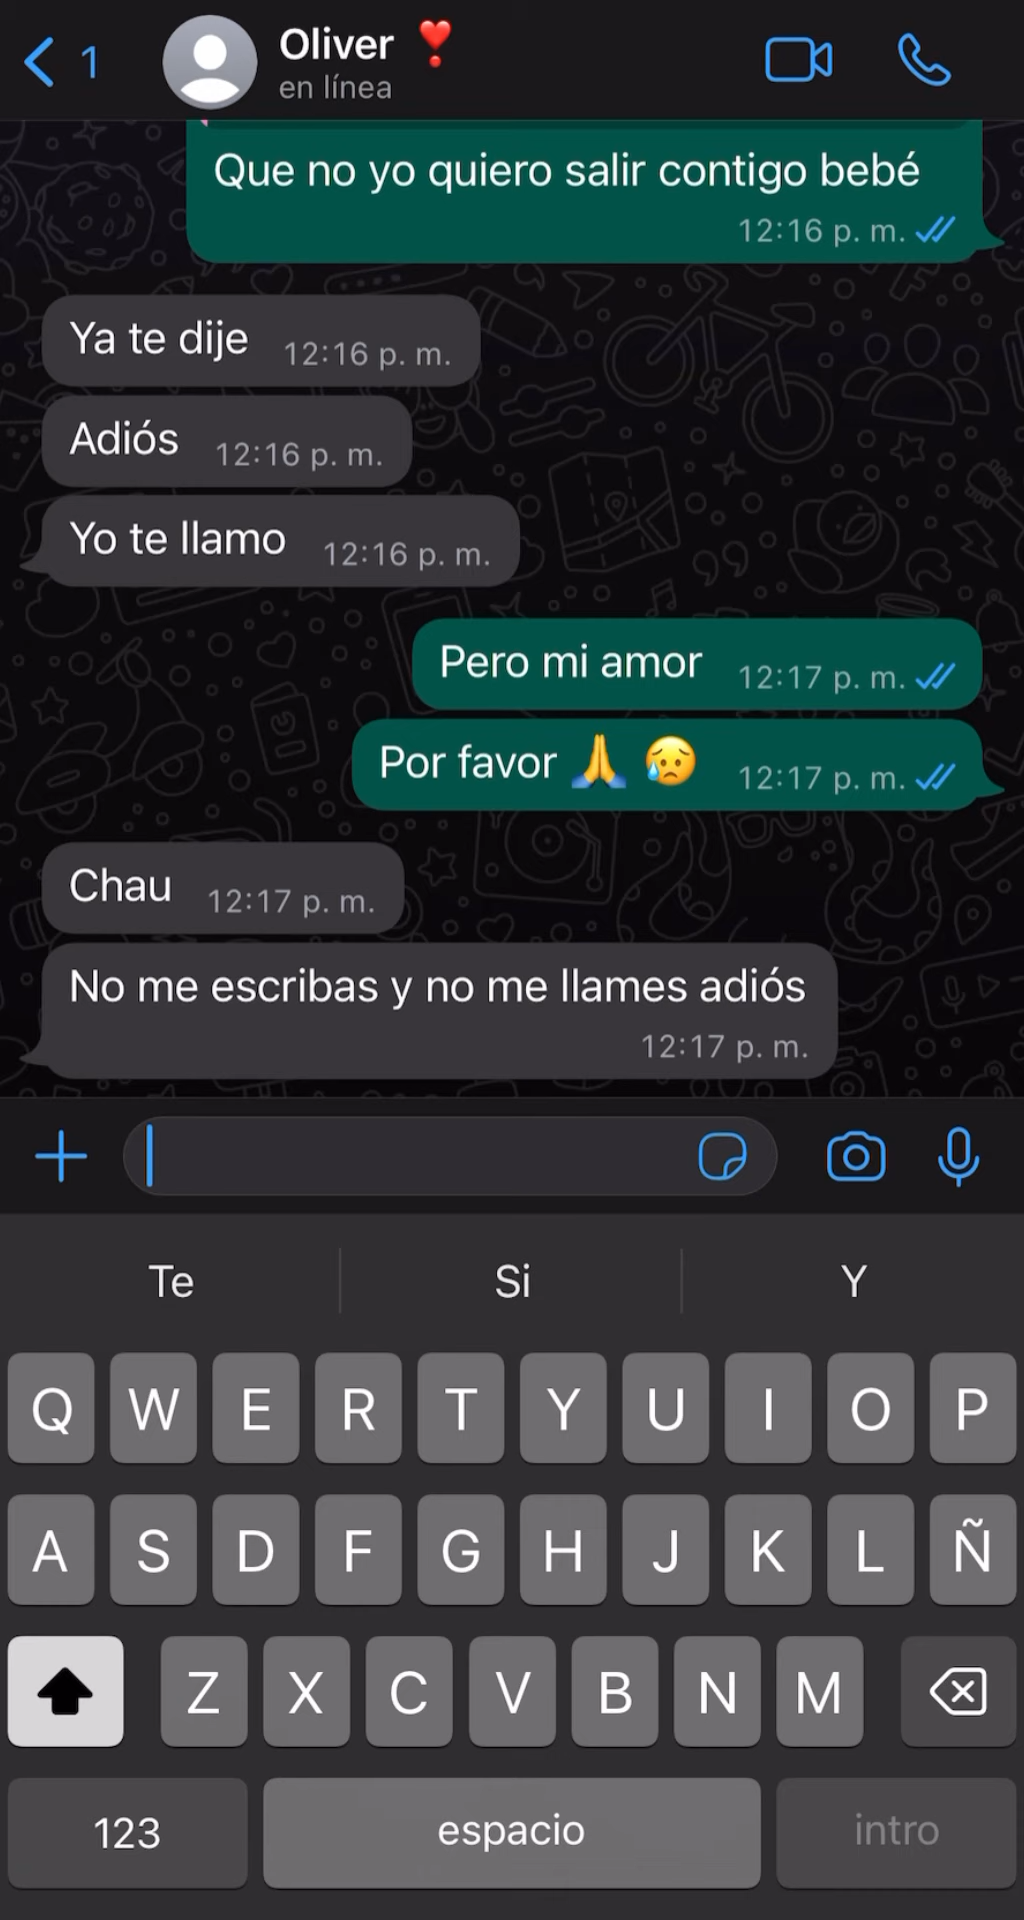 1
Oliver ❣️
en línea
Que no yo quiero salir contigo bebé
12:16 p. m.
Ya te dije 12:16 p. m.
Adiós 12:16 p. m.
Yo te llamo 12:16 p. m.
Pero mi amor 12:17 p. m.
Por favor 🙏 😥 12:17 p. m.
Chau 12:17 p. m.
No me escribas y no me llames adiós
12:17 p. m.
Te Si Y
Q W E R T Y U I O P
A S D F G H J K L Ñ
Z X C V B N M
123 espacio intro